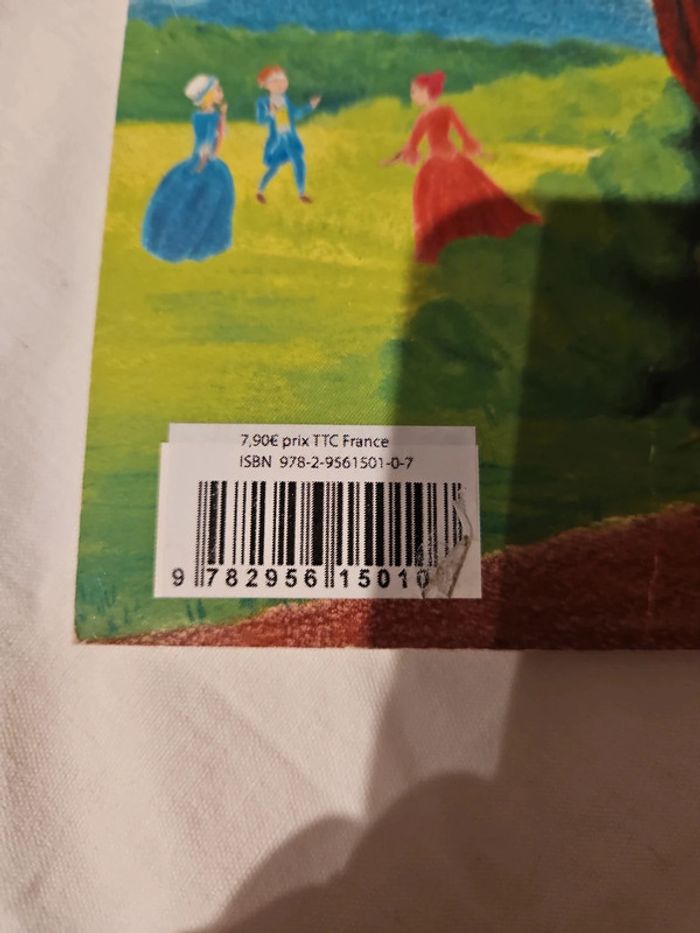 7,90€ prix TTC France
ISBN 978-2-9561501-0-7
9 782956 15010